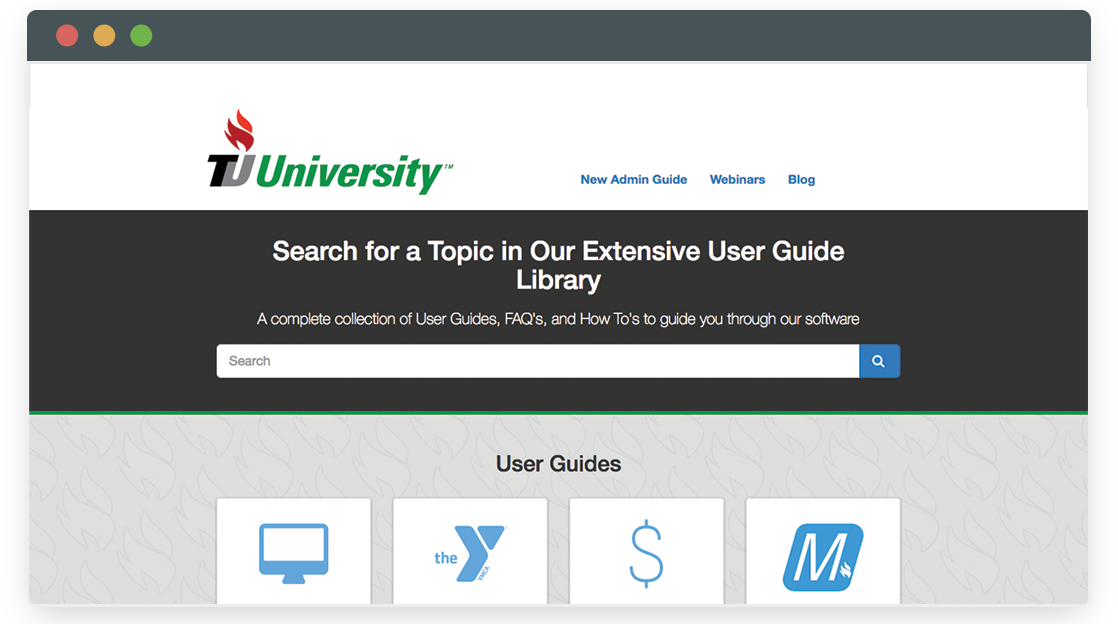 TU University™
New Admin Guide Webinars Blog
Search for a Topic in Our Extensive User Guide
Library
A complete collection of User Guides, FAQ's, and How To's to guide you through our software
Search
User Guides
the Y
YMCA
$
M